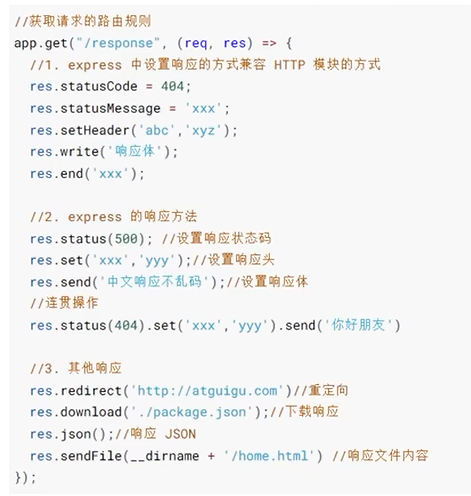 //获取请求的路由规则
app.get("/response", (req, res) => {
  //1. express 中设置响应的方式兼容 HTTP 模块的方式
  res.statusCode = 404;
  res.statusMessage = 'xxx';
  res.setHeader('abc','xyz');
  res.write('响应体');
  res.end('xxx');

  //2. express 的响应方法
  res.status(500); //设置响应状态码
  res.set('xxx','yyy');//设置响应头
  res.send('中文响应不乱码');//设置响应体
  //连贯操作
  res.status(404).set('xxx','yyy').send('你好朋友')

  //3. 其他响应
  res.redirect('http://atguigu.com')//重定向
  res.download('./package.json');//下载响应
  res.json();//响应 JSON
  res.sendFile(__dirname + '/home.html') //响应文件内容
});